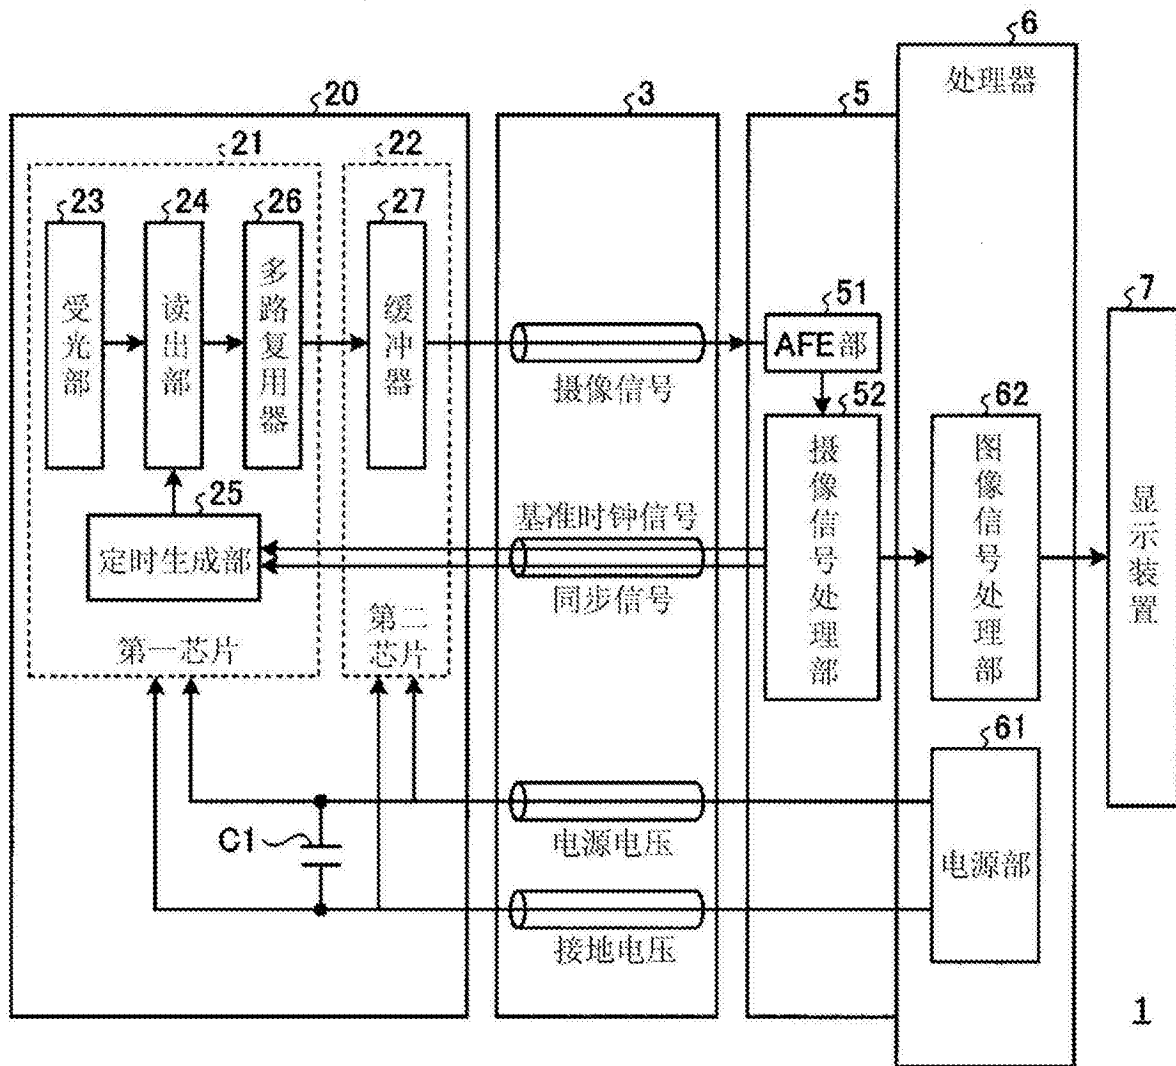 6
处理器
20
3
5
21
22
23
24
26
27
受光部
读出部
多路复用器
缓冲器
51
AFE部
7
摄像信号
52
62
25
定时生成部
基准时钟信号
同步信号
摄像信号处理部
图像信号处理部
显示装置
第一芯片
第二
芯片
61
C1
电源电压
电源部
接地电压
1